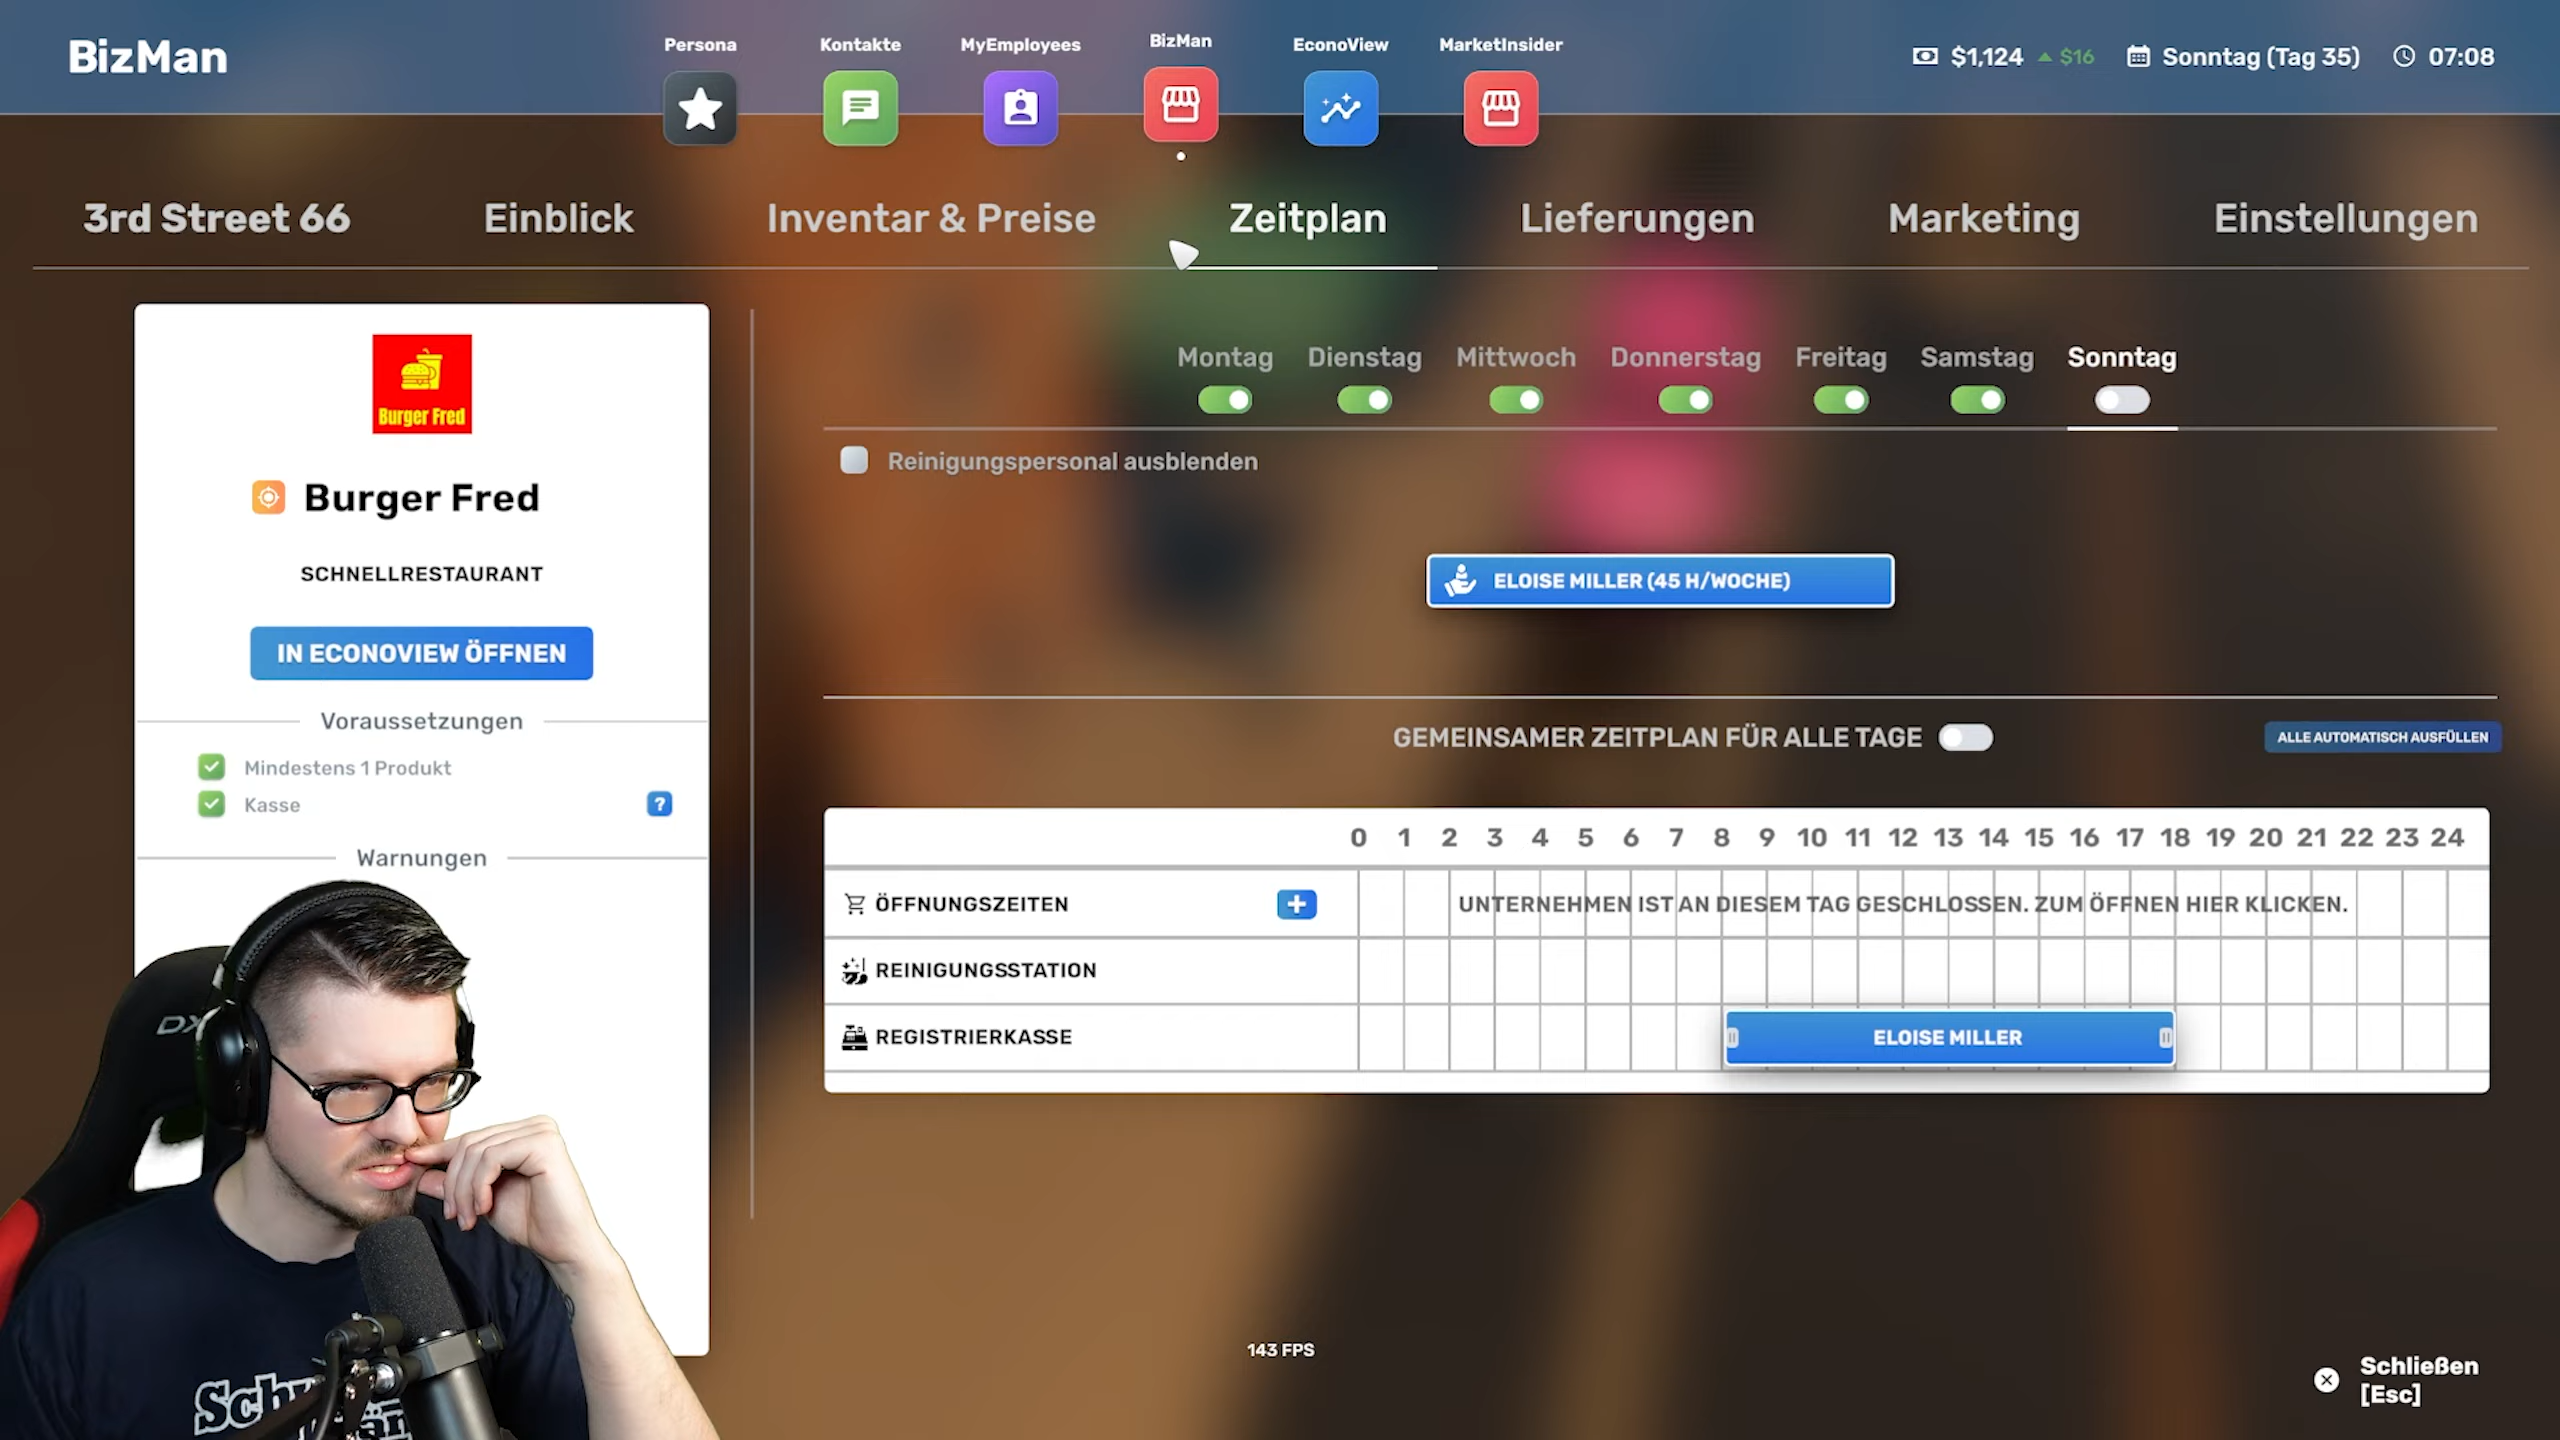 BizMan
Persona
Kontakte
MyEmployees
BizMan
EconoView
MarketInsider
$1,124
$16
Sonntag (Tag 35)
07:08
3rd Street 66
Einblick
Inventar & Preise
Zeitplan
Lieferungen
Marketing
Einstellungen
Burger Fred
Burger Fred
SCHNELLRESTAURANT
IN ECONOVIEW ÖFFNEN
Voraussetzungen
Mindestens 1 Produkt
Kasse
?
Warnungen
Montag
Dienstag
Mittwoch
Donnerstag
Freitag
Samstag
Sonntag
Reinigungspersonal ausblenden
ELOISE MILLER (45 H/WOCHE)
GEMEINSAMER ZEITPLAN FÜR ALLE TAGE
ALLE AUTOMATISCH AUSFÜLLEN
0 1 2 3 4 5 6 7 8 9 10 11 12 13 14 15 16 17 18 19 20 21 22 23 24
ÖFFNUNGSZEITEN
UNTERNEHMEN IST AN DIESEM TAG GESCHLOSSEN. ZUM ÖFFNEN HIER KLICKEN.
REINIGUNGSSTATION
REGISTRIERKASSE
ELOISE MILLER
143 FPS
Schließen
[Esc]